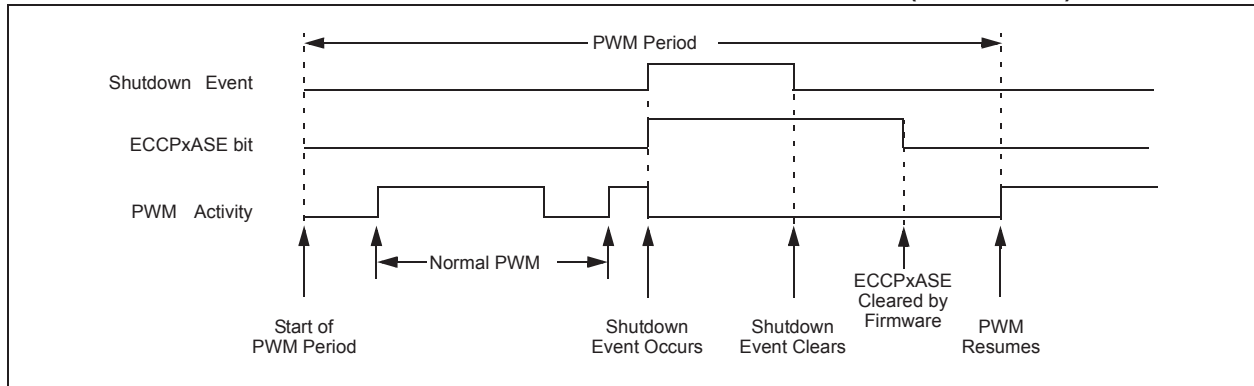 PWM Period
Shutdown Event
ECCPxASE bit
PWM Activity
Normal PWM
Start of
PWM Period
Shutdown
Event Occurs
Shutdown
Event Clears
ECCPxASE
Cleared by
Firmware
PWM
Resumes